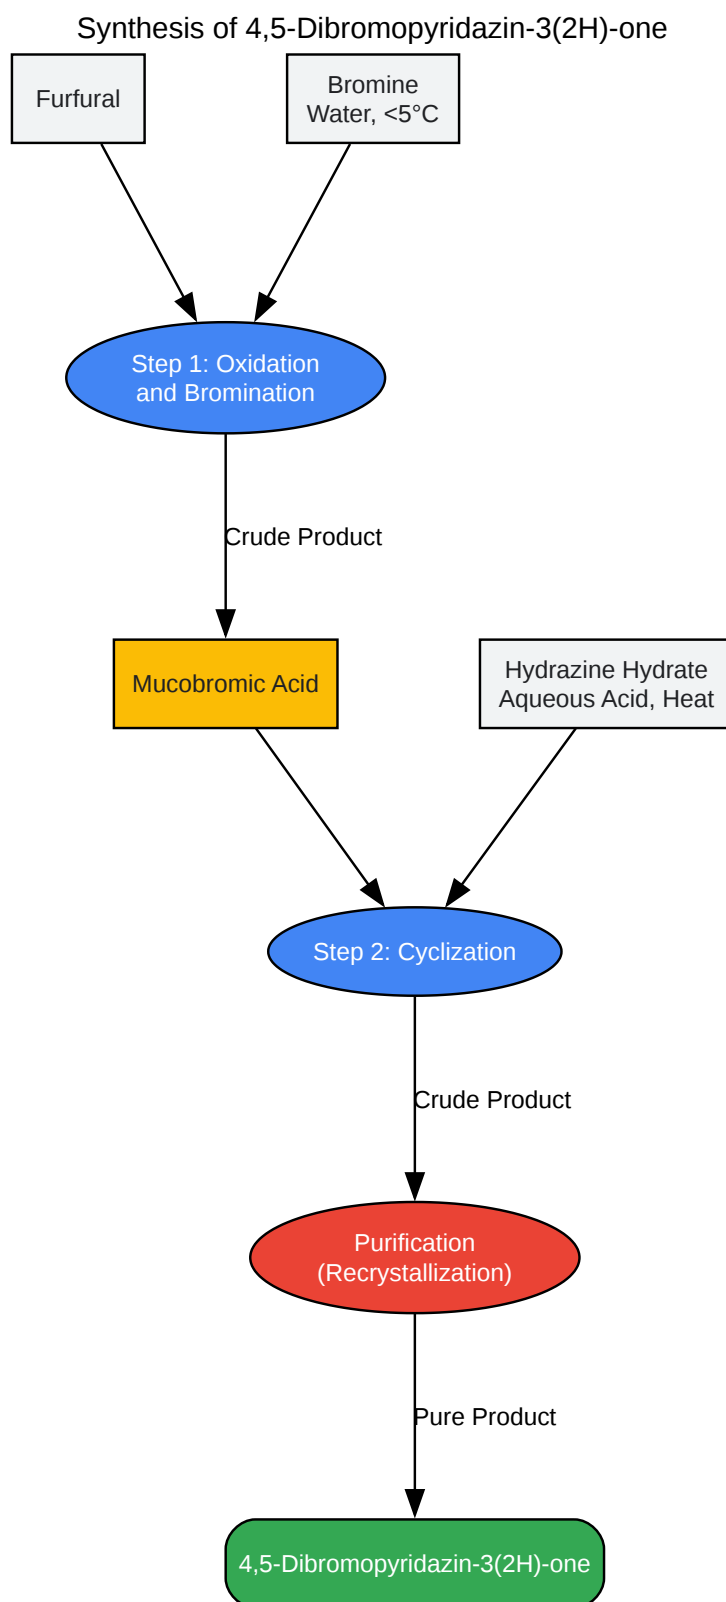 Synthesis of 4,5-Dibromopyridazin-3(2H)-one
Furfural
Bromine
Water, <5°C
Step 1: Oxidation
and Bromination
Crude Product
Mucobromic Acid
Hydrazine Hydrate
Aqueous Acid, Heat
Step 2: Cyclization
Crude Product
Purification
(Recrystallization)
Pure Product
4,5-Dibromopyridazin-3(2H)-one